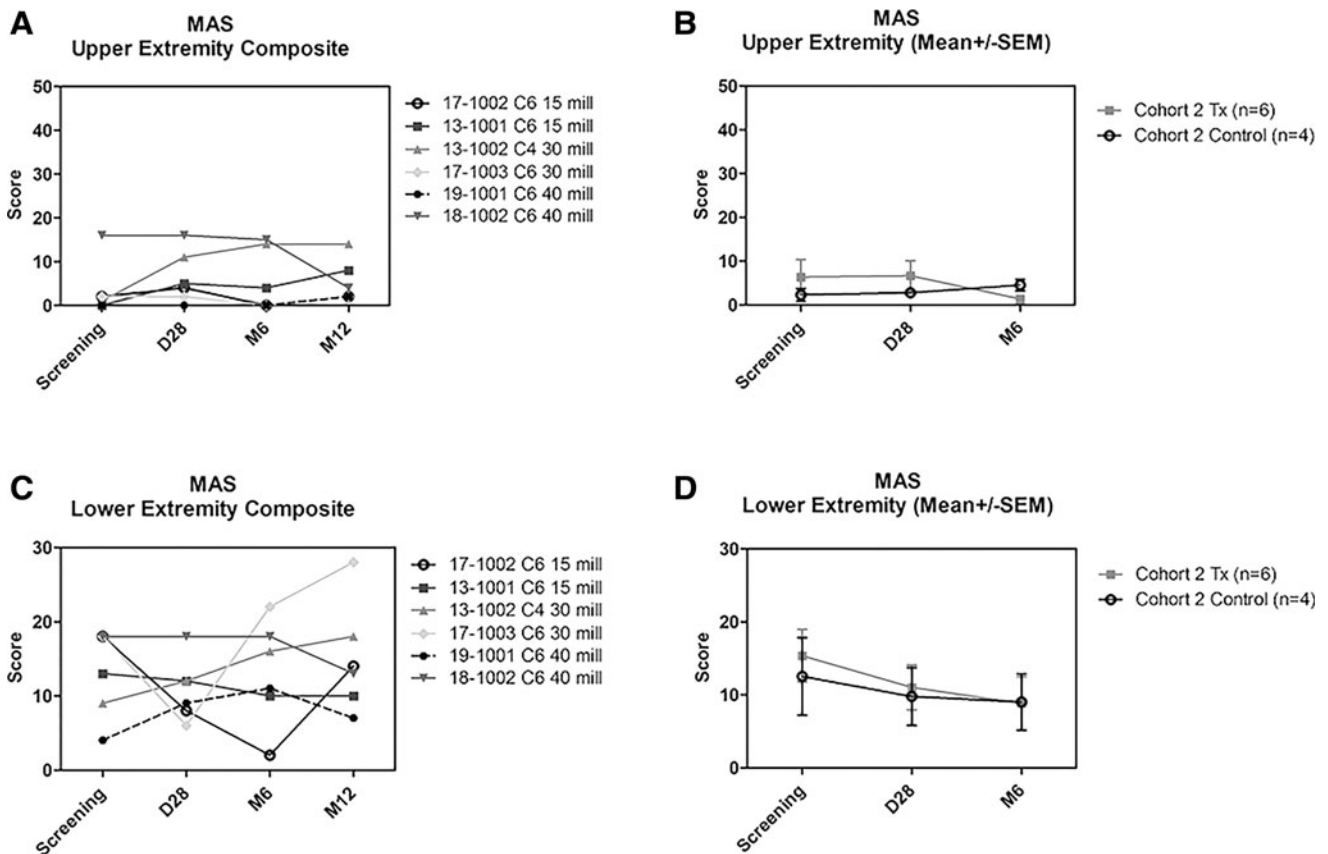 A
MAS
Upper Extremity Composite
50
40
30
20
10
0
Score
Screening
D28
M6
M12
17-1002 C6 15 mill
13-1001 C6 15 mill
13-1002 C4 30 mill
17-1003 C6 30 mill
19-1001 C6 40 mill
18-1002 C6 40 mill
B
MAS
Upper Extremity (Mean+/-SEM)
50
40
30
20
10
0
Score
Screening
D28
M6
Cohort 2 Tx (n=6)
Cohort 2 Control (n=4)
C
MAS
Lower Extremity Composite
30
20
10
0
Score
Screening
D28
M6
M12
17-1002 C6 15 mill
13-1001 C6 15 mill
13-1002 C4 30 mill
17-1003 C6 30 mill
19-1001 C6 40 mill
18-1002 C6 40 mill
D
MAS
Lower Extremity (Mean+/-SEM)
30
20
10
0
Score
Screening
D28
M6
Cohort 2 Tx (n=6)
Cohort 2 Control (n=4)